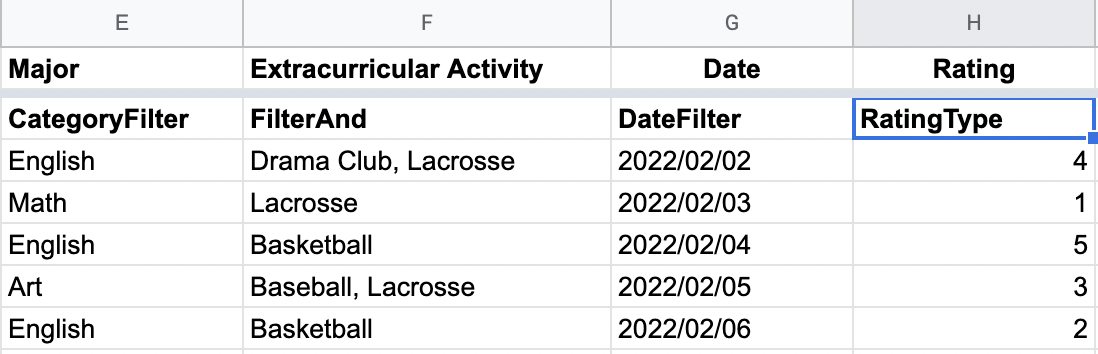 E F G H
Major Extracurricular Activity Date Rating
CategoryFilter FilterAnd DateFilter RatingType
English Drama Club, Lacrosse 2022/02/02 4
Math Lacrosse 2022/02/03 1
English Basketball 2022/02/04 5
Art Baseball, Lacrosse 2022/02/05 3
English Basketball 2022/02/06 2